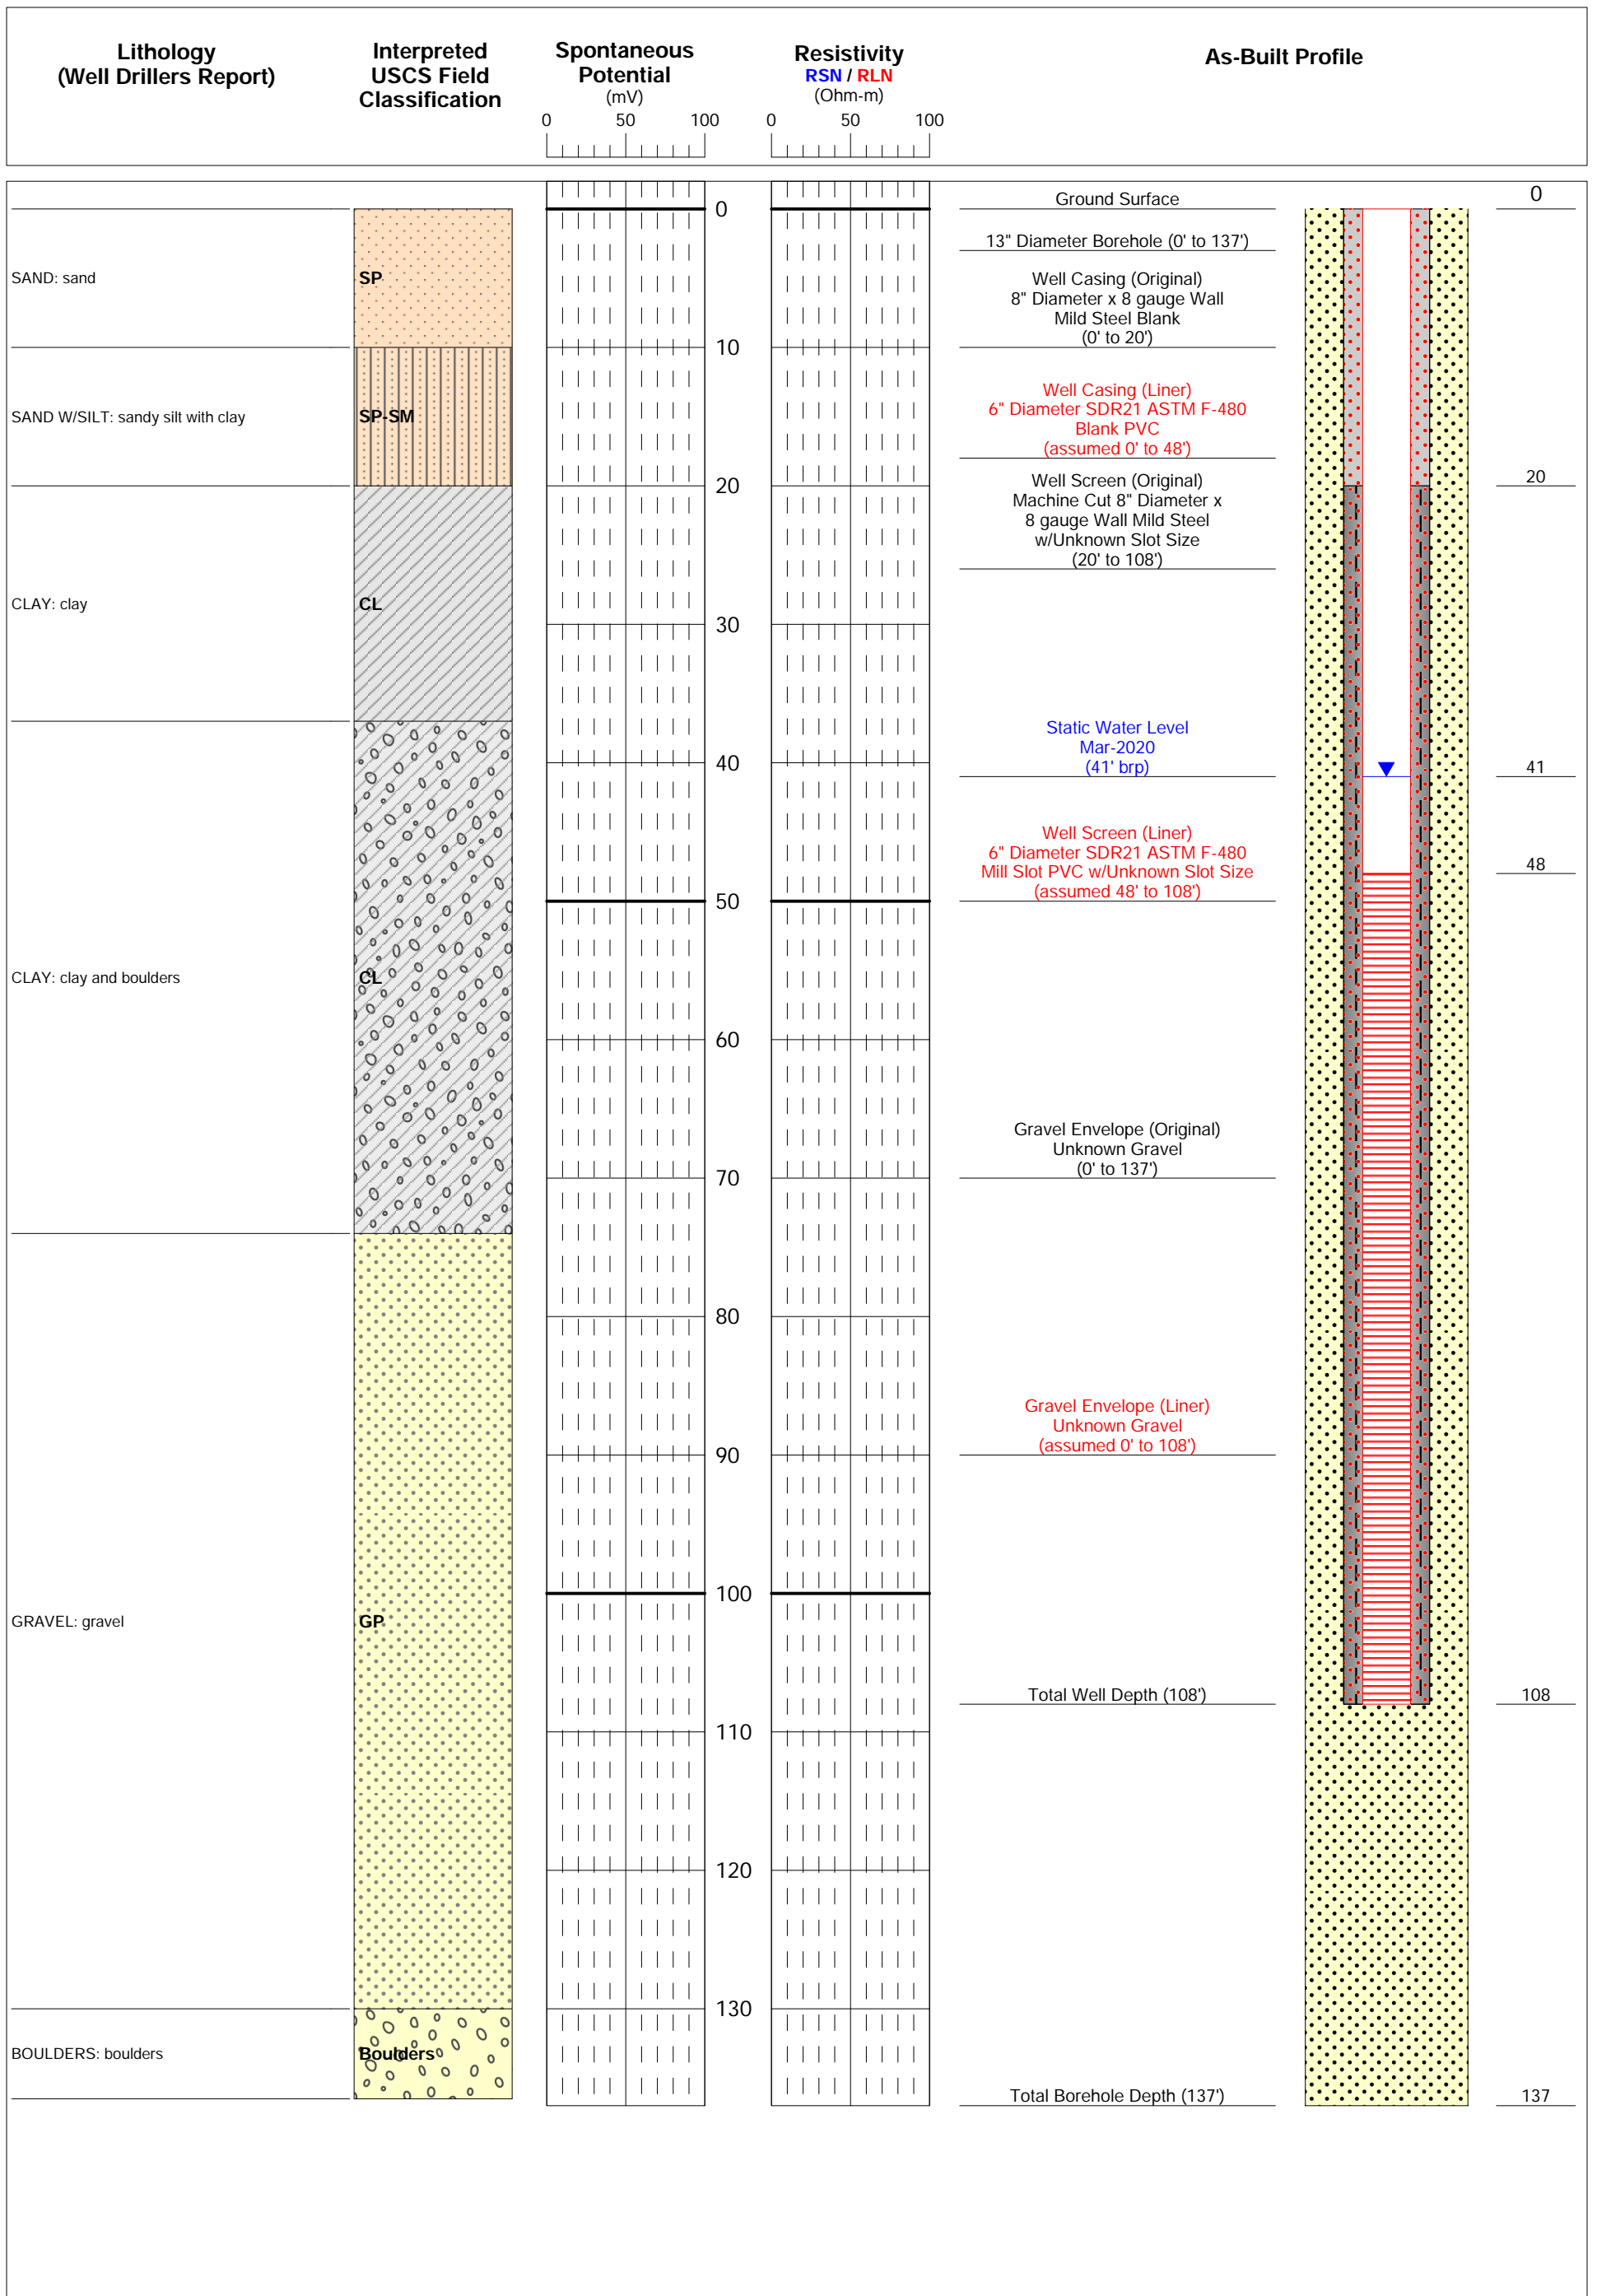 Lithology
(Well Drillers Report)
Interpreted
USCS Field
Classification
Spontaneous
Potential
(mV)
0 50 100
Resistivity
RSN / RLN
(Ohm-m)
0 50 100
As-Built Profile
0
Ground Surface
0
13" Diameter Borehole (0' to 137')
SAND: sand
SP
Well Casing (Original)
8" Diameter x 8 gauge Wall
Mild Steel Blank
(0' to 20')
10
SAND W/SILT: sandy silt with clay
SP-SM
Well Casing (Liner)
6" Diameter SDR21 ASTM F-480
Blank PVC
(assumed 0' to 48')
20
20
Well Screen (Original)
Machine Cut 8" Diameter x
8 gauge Wall Mild Steel
w/Unknown Slot Size
(20' to 108')
CLAY: clay
CL
30
Static Water Level
Mar-2020
(41' brp)
40
41
Well Screen (Liner)
6" Diameter SDR21 ASTM F-480
Mill Slot PVC w/Unknown Slot Size
(assumed 48' to 108')
48
50
CLAY: clay and boulders
CL
60
Gravel Envelope (Original)
Unknown Gravel
(0' to 137')
70
80
Gravel Envelope (Liner)
Unknown Gravel
(assumed 0' to 108')
90
100
GRAVEL: gravel
GP
Total Well Depth (108')
108
110
120
130
BOULDERS: boulders
Boulders
Total Borehole Depth (137')
137